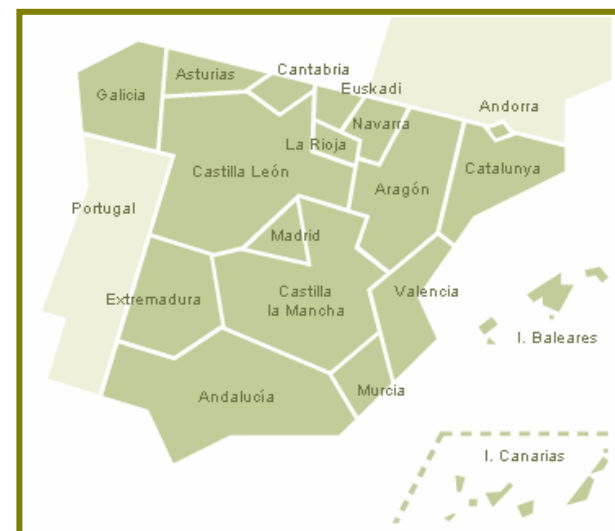 Cantabria
Asturias
Euskadi
Galicia
Andorra
Navarra
La Rioja
Castilla León
Catalunya
Aragón
Portugal
Madrid
Extremadura
Castilla
la Mancha
Valencia
I. Baleares
Andalucía
Murcia
I. Canarias